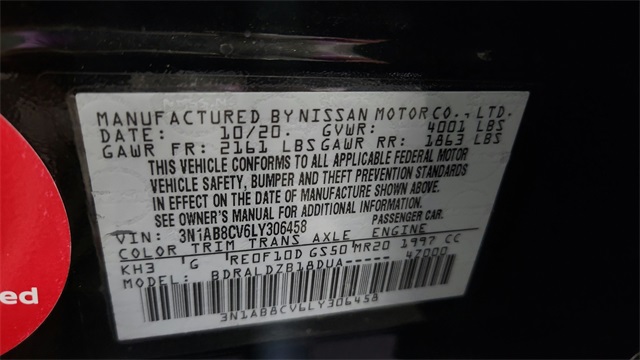 MANUFACTURED BY NISSAN MOTOR CO., LTD.
DATE: 10/20. GVWR: 4001 LBS
GAWR FR: 2161 LBS GAWR RR: 1863 LBS
THIS VEHICLE CONFORMS TO ALL APPLICABLE FEDERAL MOTOR
VEHICLE SAFETY, BUMPER AND THEFT PREVENTION STANDARDS
IN EFFECT ON THE DATE OF MANUFACTURE SHOWN ABOVE.
SEE OWNER'S MANUAL FOR ADDITIONAL INFORMATION.
VIN: 3N1AB8CV6LY306458 PASSENGER CAR.
COLOR TRIM TRANS AXLE ENGINE
KH3 G RE0F10D GS50 MR20 1997 CC
MODEL: BDRALDZB18DUA----- 47000
3N1AB8CV6LY306458
ed